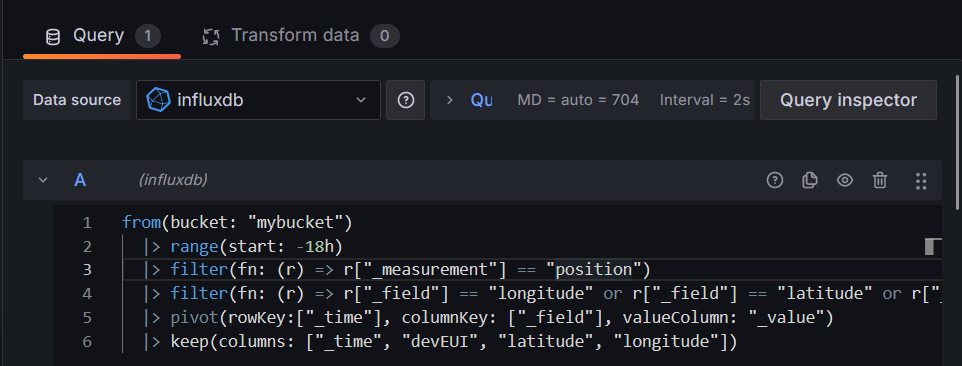 Query 1 Transform data 0
Data source influxdb Qu MD = auto = 704 Interval = 2s Query inspector
A (influxdb)
1 from(bucket: "mybucket")
2 |> range(start: -18h)
3 |> filter(fn: (r) => r["_measurement"] == "position")
4 |> filter(fn: (r) => r["_field"] == "longitude" or r["_field"] == "latitude" or r["_
5 |> pivot(rowKey:["_time"], columnKey: ["_field"], valueColumn: "_value")
6 |> keep(columns: ["_time", "devEUI", "latitude", "longitude"])